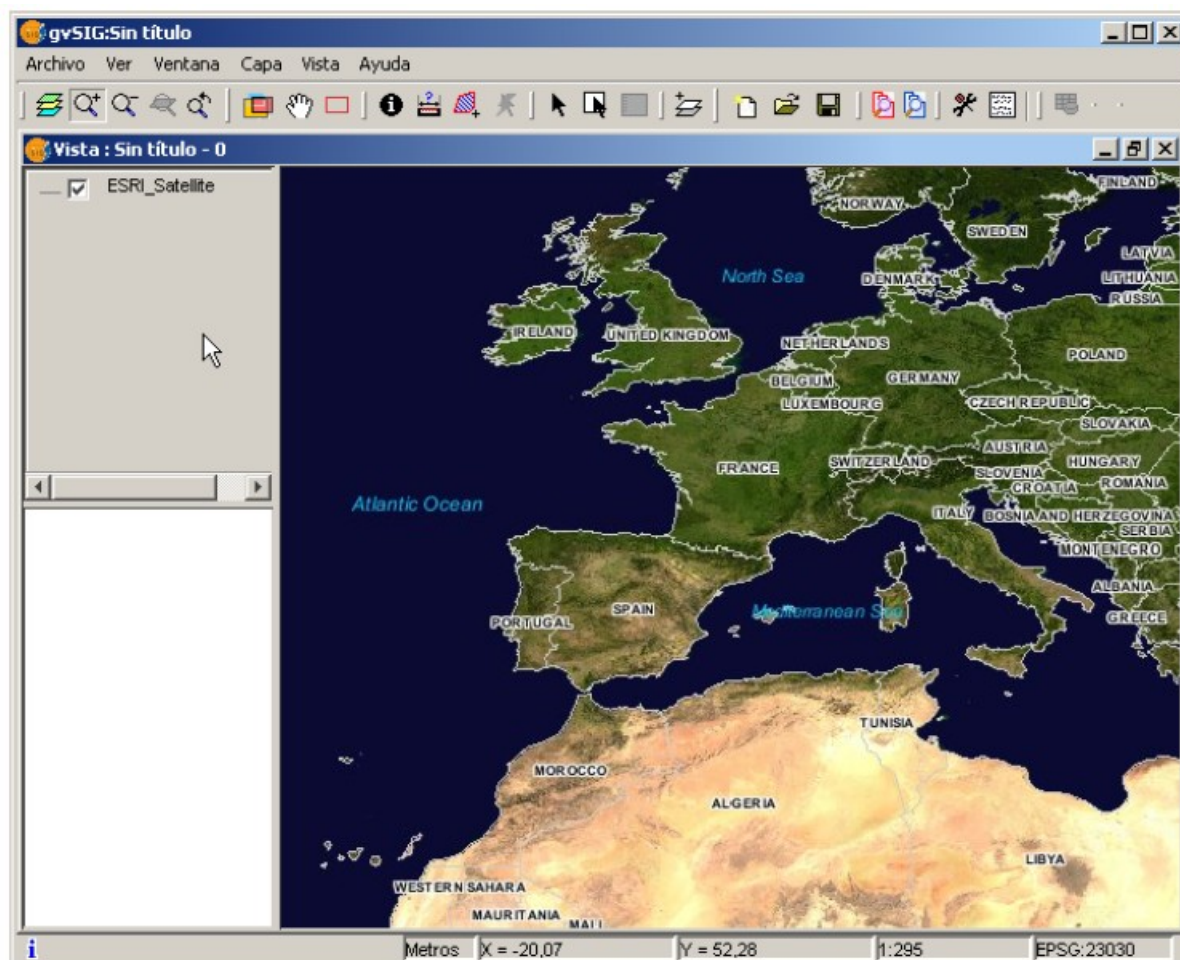 gvSIG:Sin título
Archivo Ver Ventana Capa Vista Ayuda
Vista : Sin título - 0
ESRI_Satellite
FINLAND
NORWAY
SWEDEN
LATVIA
North Sea
DENMARK
LITHUANIA
RUSSIA
IRELAND
UNITED KINGDOM
NETHERLANDS
POLAND
BELGIUM
GERMANY
LUXEMBOURG
CZECH REPUBLIC
SLOVAKIA
AUSTRIA
FRANCE
SWITZERLAND
HUNGARY
SLOVENIA
CROATIA
ROMANIA
Atlantic Ocean
ITALY
BOSNIA AND HERZEGOVINA
SERBIA
MONTENEGRO
ALBANIA
SPAIN
Mediterranean Sea
PORTUGAL
GREECE
TUNISIA
MOROCCO
ALGERIA
LIBYA
WESTERN SAHARA
MAURITANIA
MALI
Metros X = -20,07 Y = 52,28 1:295 EPSG:23030